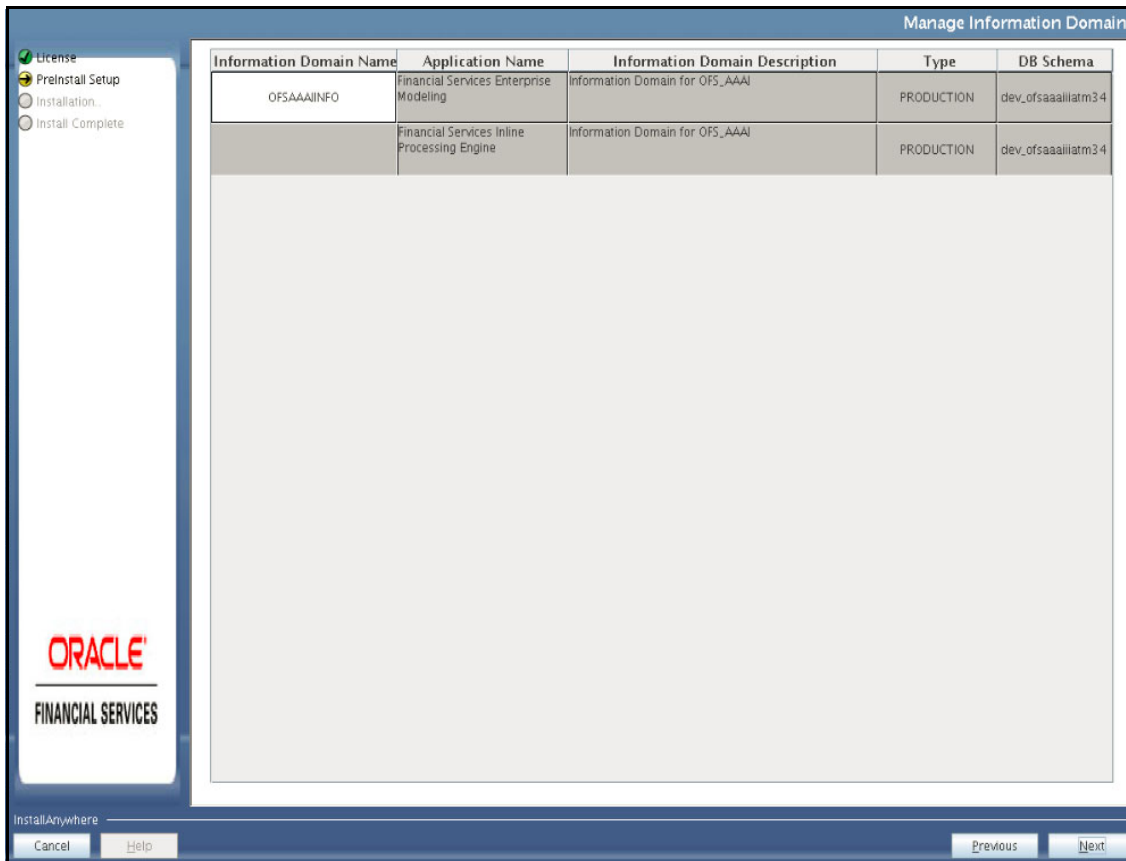 Manage Information Domain
License
PreInstall Setup
Installation..
Install Complete
Information Domain Name Application Name Information Domain Description Type DB Schema
OFSAAAIINFO Financial Services Enterprise Modeling Information Domain for OFS_AAAI PRODUCTION dev_ofsaaaiiiatm34
Financial Services Inline Processing Engine Information Domain for OFS_AAAI PRODUCTION dev_ofsaaaiiiatm34
ORACLE
FINANCIAL SERVICES
InstallAnywhere
Cancel Help Previous Next